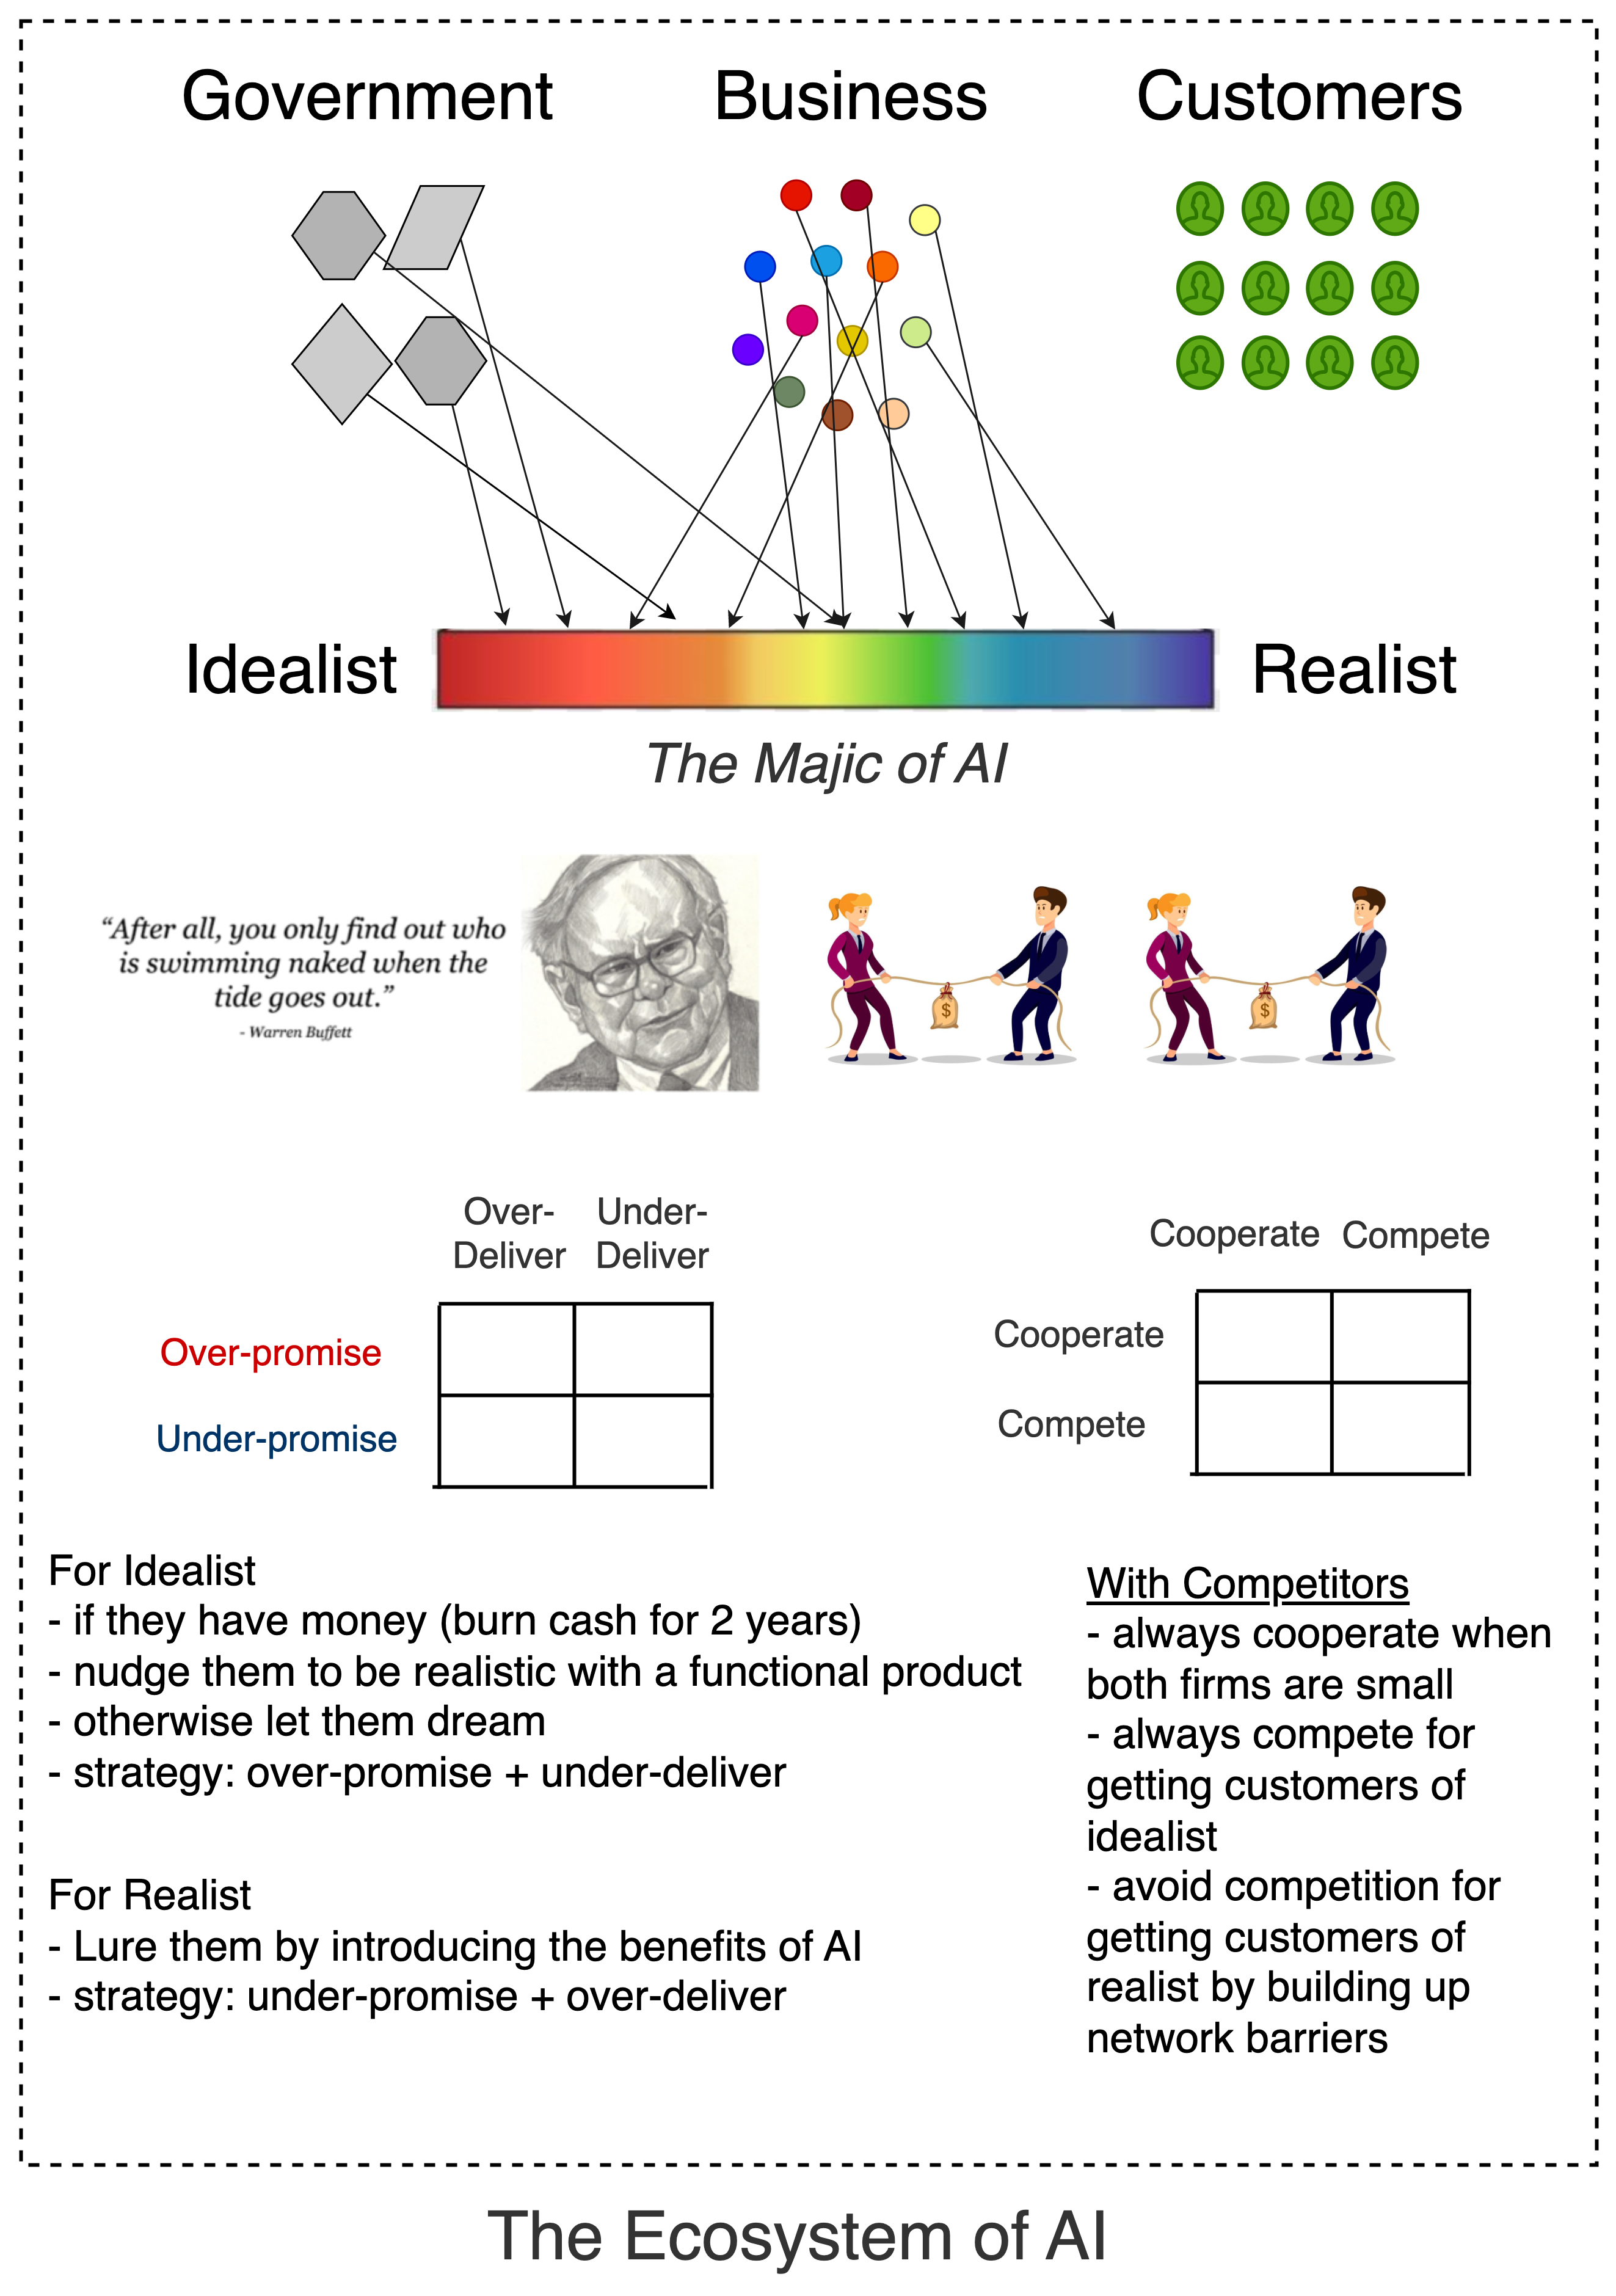 Government
Business
Customers
Idealist
Realist
The Majic of AI
“After all, you only find out who
is swimming naked when the
tide goes out.”
- Warren Buffett
$
$
Over-
Deliver
Under-
Deliver
Over-promise
Under-promise
Cooperate
Compete
Cooperate
Compete
For Idealist
- if they have money (burn cash for 2 years)
- nudge them to be realistic with a functional product
- otherwise let them dream
- strategy: over-promise + under-deliver
For Realist
- Lure them by introducing the benefits of AI
- strategy: under-promise + over-deliver
With Competitors
- always cooperate when
both firms are small
- always compete for
getting customers of
idealist
- avoid competition for
getting customers of
realist by building up
network barriers
The Ecosystem of AI